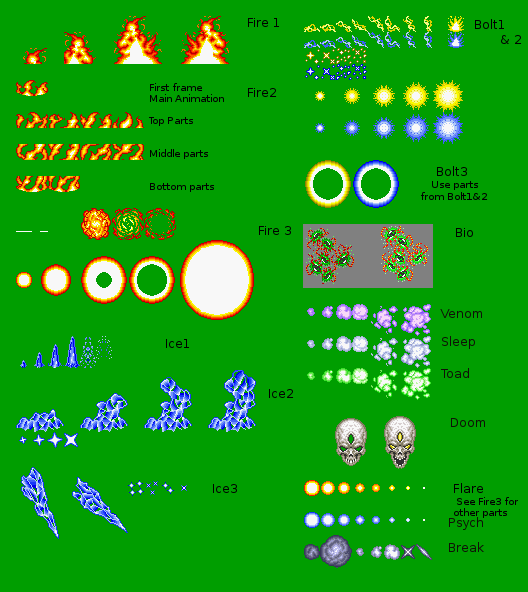 Fire 1
First frame
Main Animation
Fire2
Top Parts
Middle parts
Bottom parts
Fire 3
Ice1
Ice2
Ice3
Bolt1
& 2
Bolt3
Use parts
from Bolt1&2
Bio
Venom
Sleep
Toad
Doom
Flare
See Fire3 for
other parts
Psych
Break